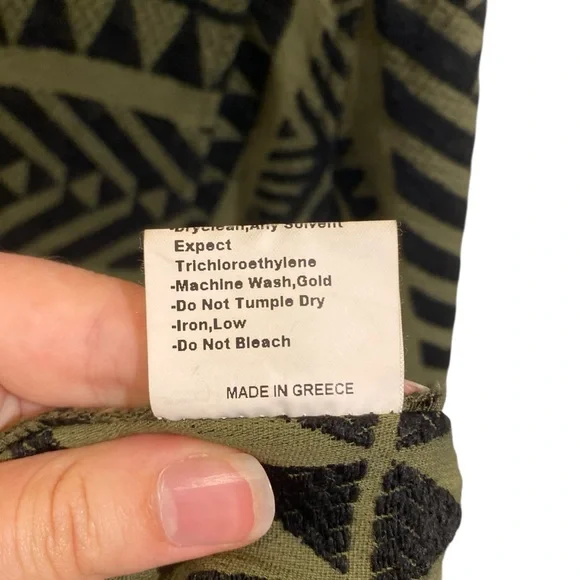 -Dryclean,Any Solvent
Expect
Trichloroethylene
-Machine Wash,Gold
-Do Not Tumple Dry
-Iron,Low
-Do Not Bleach
MADE IN GREECE